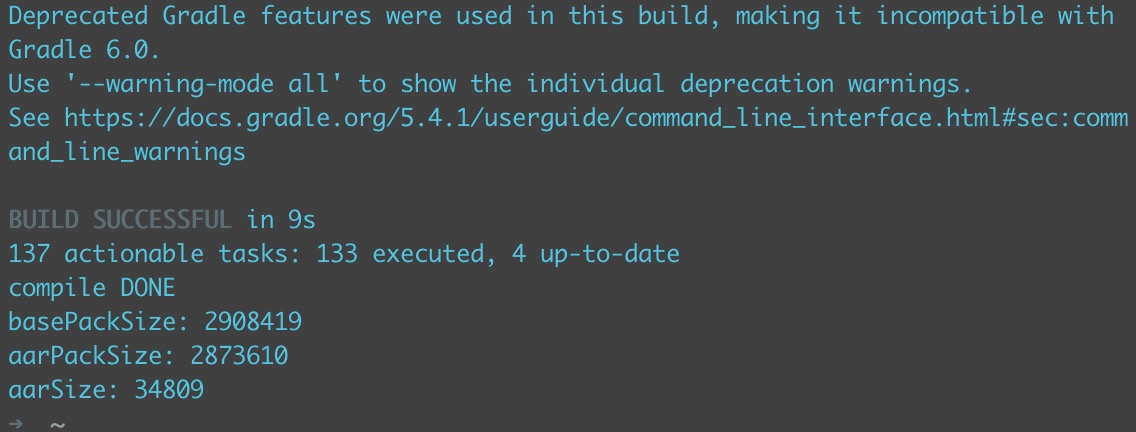 Deprecated Gradle features were used in this build, making it incompatible with
Gradle 6.0.
Use '--warning-mode all' to show the individual deprecation warnings.
See https://docs.gradle.org/5.4.1/userguide/command_line_interface.html#sec:comm
and_line_warnings
BUILD SUCCESSFUL in 9s
137 actionable tasks: 133 executed, 4 up-to-date
compile DONE
basePackSize: 2908419
aarPackSize: 2873610
aarSize: 34809
➜ ~